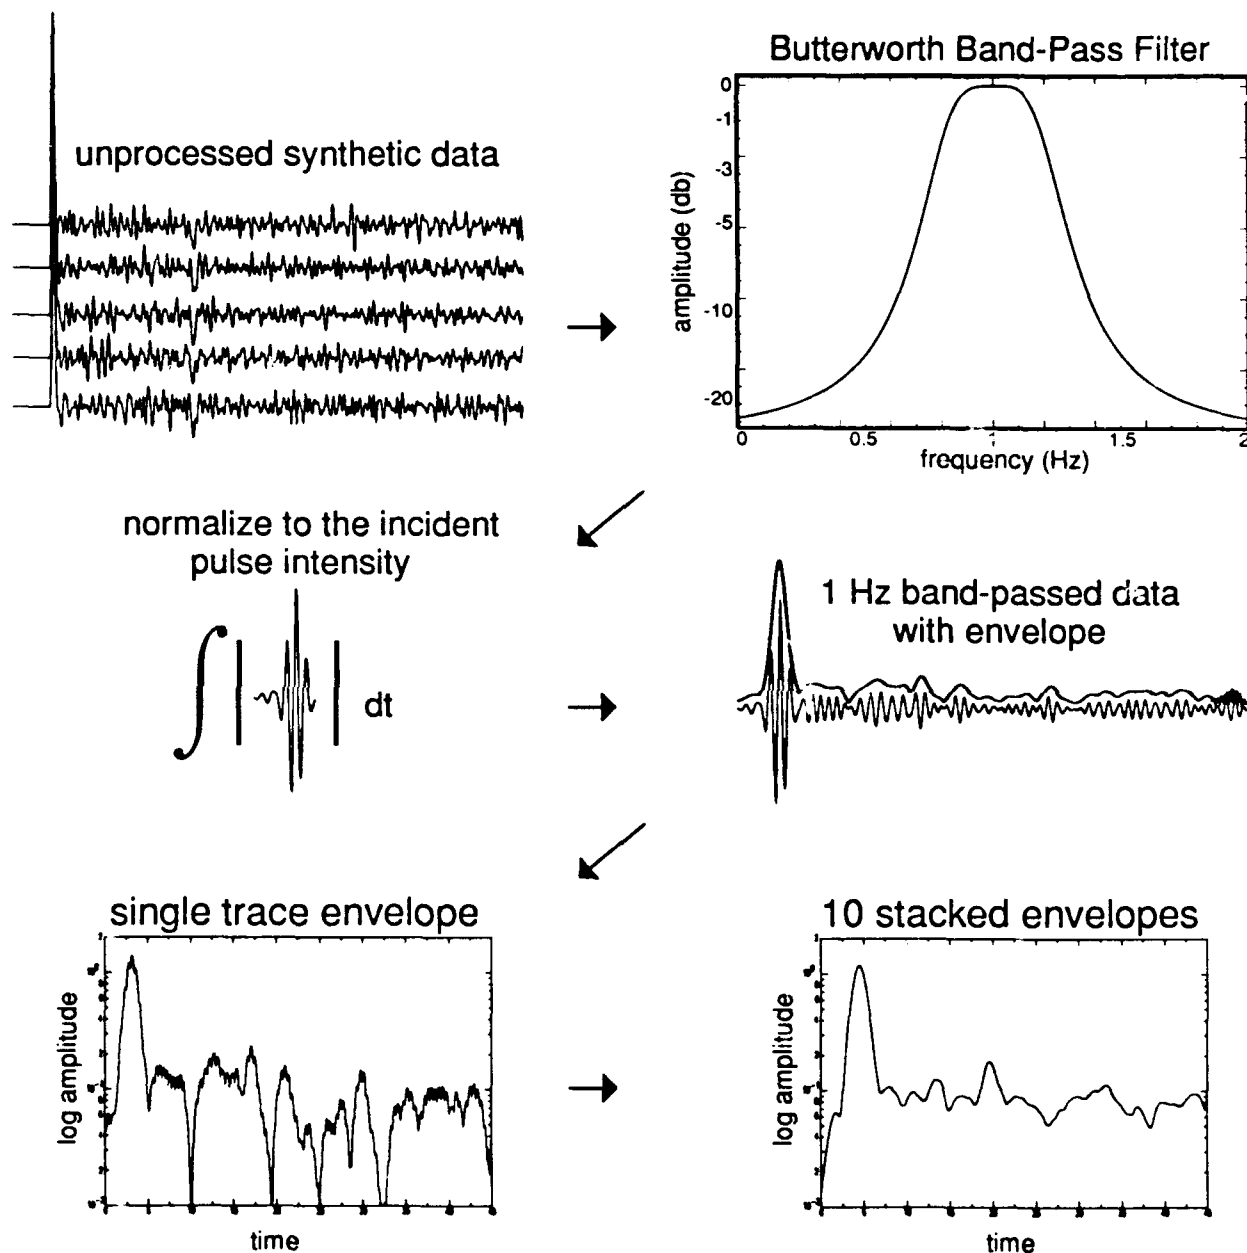 Butterworth Band-Pass Filter
unprocessed synthetic data
0
-1
-3
-5
-10
-20
amplitude (db)
0 0.5 1 1.5 2
frequency (Hz)
normalize to the incident
pulse intensity
∫ | | dt
1 Hz band-passed data
with envelope
single trace envelope
log amplitude
time
10 stacked envelopes
log amplitude
time